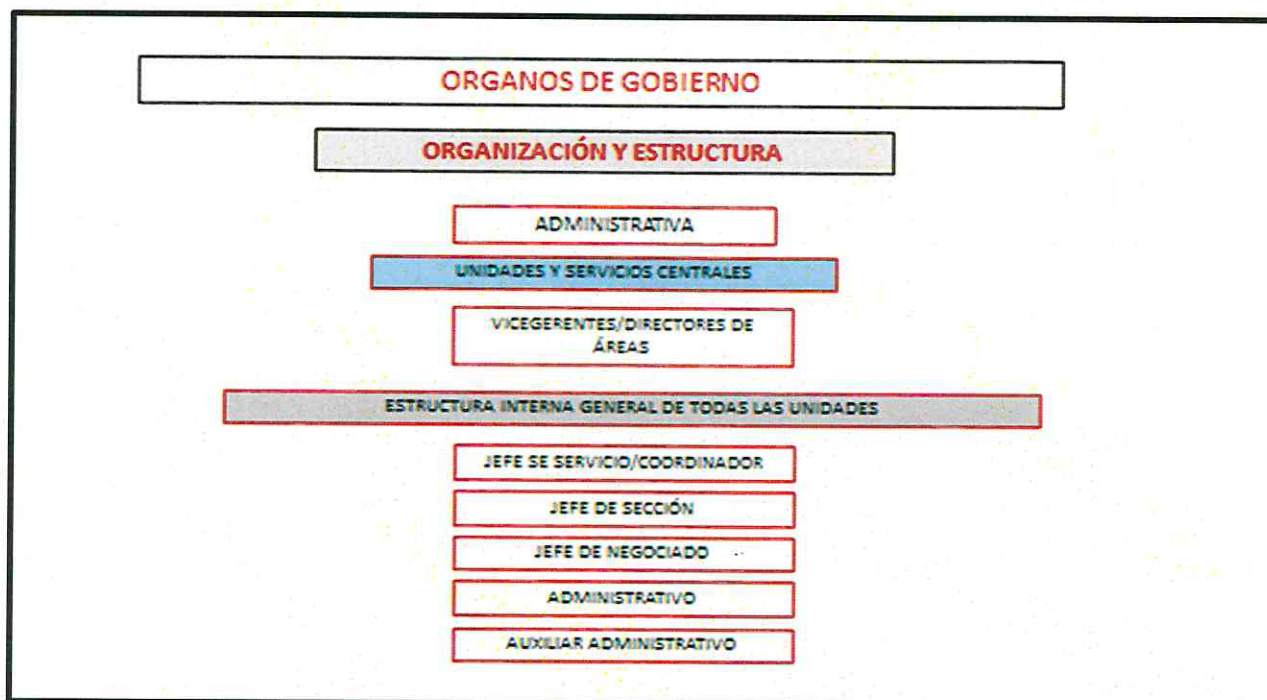 ORGANOS DE GOBIERNO
ORGANIZACIÓN Y ESTRUCTURA
ADMINISTRATIVA
UNIDADES Y SERVICIOS CENTRALES
VICEGERENTES/DIRECTORES DE
ÁREAS
ESTRUCTURA INTERNA GENERAL DE TODAS LAS UNIDADES
JEFE SE SERVICIO/COORDINADOR
JEFE DE SECCIÓN
JEFE DE NEGOCIADO
ADMINISTRATIVO
AUXILIAR ADMINISTRATIVO